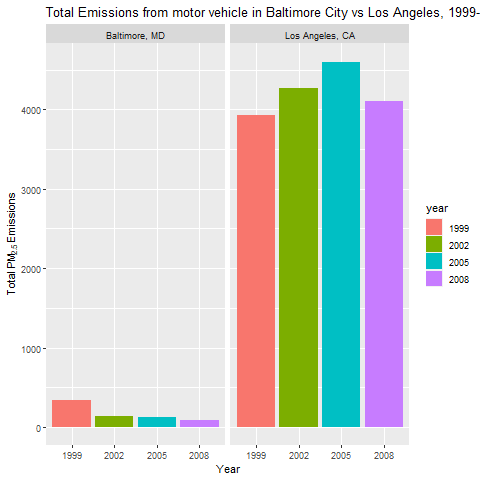 Total Emissions from motor vehicle in Baltimore City vs Los Angeles, 1999-
Baltimore, MD
Los Angeles, CA
Total PM2.5 Emissions
4000
3000
2000
1000
0
1999 2002 2005 2008
1999 2002 2005 2008
Year
year
1999
2002
2005
2008